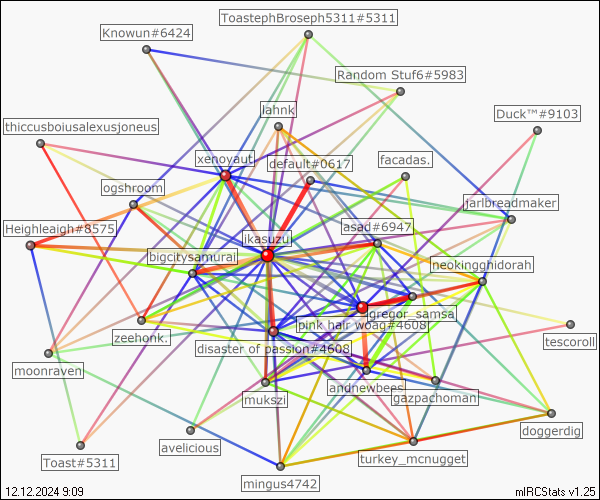 ToastephBroseph5311#5311
Knowun#6424
Random Stuf6#5983
Duck™#9103
lahnk
thiccusboiusalexusjoneus
xenovaut
default#0617
facadas.
ogshroom
jarlbreadmaker
Heighleaigh#8575
ikasuzu
asad#6947
bigcitysamurai
neokingghidorah
gregor_samsa
pink hair woag#4608
zeehonk.
disaster of passion#4608
tescoroll
moonraven
mukszi
andnewbees
gazpachoman
doggerdig
avelicious
turkey_mcnugget
Toast#5311
mingus4742
12.12.2024 9:09
mIRCStats v1.25